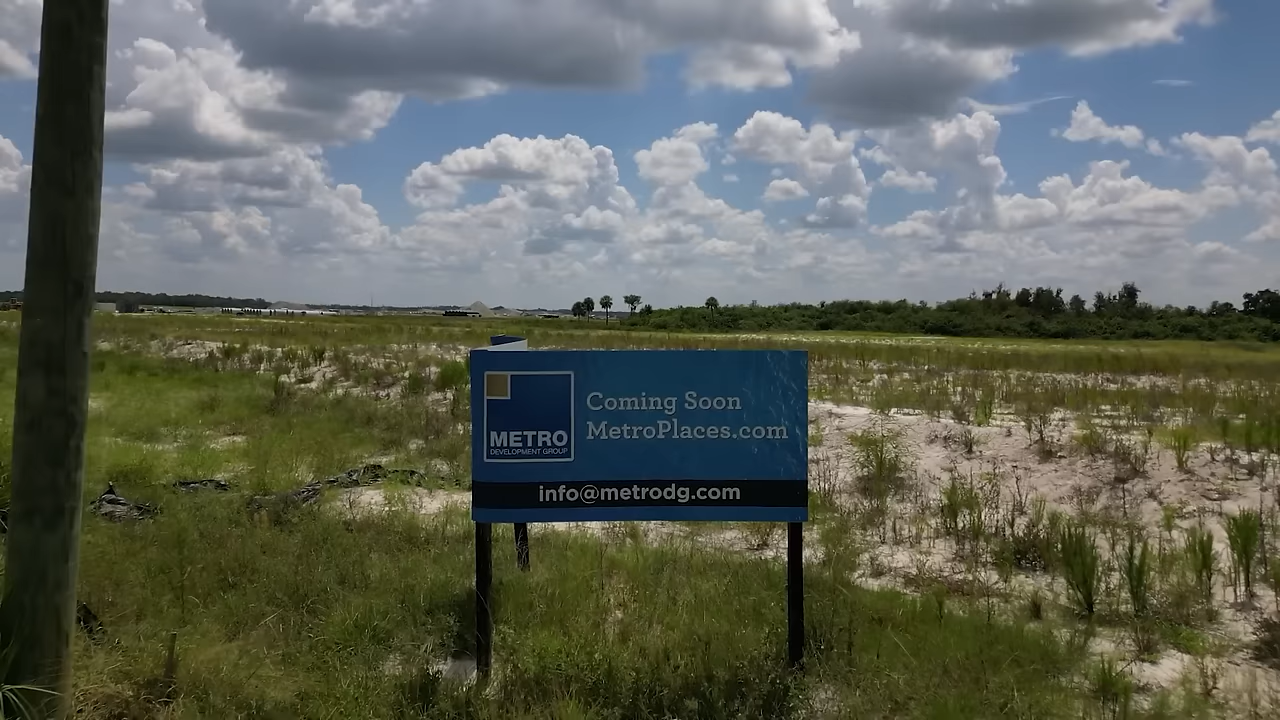 METRO
DEVELOPMENT GROUP
Coming Soon
MetroPlaces.com
info@metrodg.com